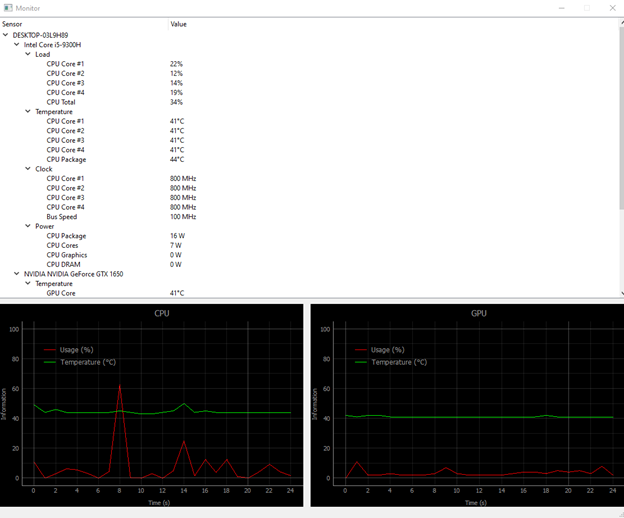 Monitor
Sensor Value
DESKTOP-03L9H89
Intel Core i5-9300H
Load
CPU Core #1 22%
CPU Core #2 12%
CPU Core #3 14%
CPU Core #4 19%
CPU Total 34%
Temperature
CPU Core #1 41°C
CPU Core #2 41°C
CPU Core #3 41°C
CPU Core #4 41°C
CPU Package 44°C
Clock
CPU Core #1 800 MHz
CPU Core #2 800 MHz
CPU Core #3 800 MHz
CPU Core #4 800 MHz
Bus Speed 100 MHz
Power
CPU Package 16 W
CPU Cores 7 W
CPU Graphics 0 W
CPU DRAM 0 W
NVIDIA NVIDIA GeForce GTX 1650
Temperature
GPU Core 41°C
CPU
100
80
60
40
20
0
Information
Usage (%)
Temperature (°C)
0 2 4 6 8 10 12 14 16 18 20 22 24
Time (s)
GPU
100
80
60
40
20
0
Information
Usage (%)
Temperature (°C)
0 2 4 6 8 10 12 14 16 18 20 22 24
Time (s)